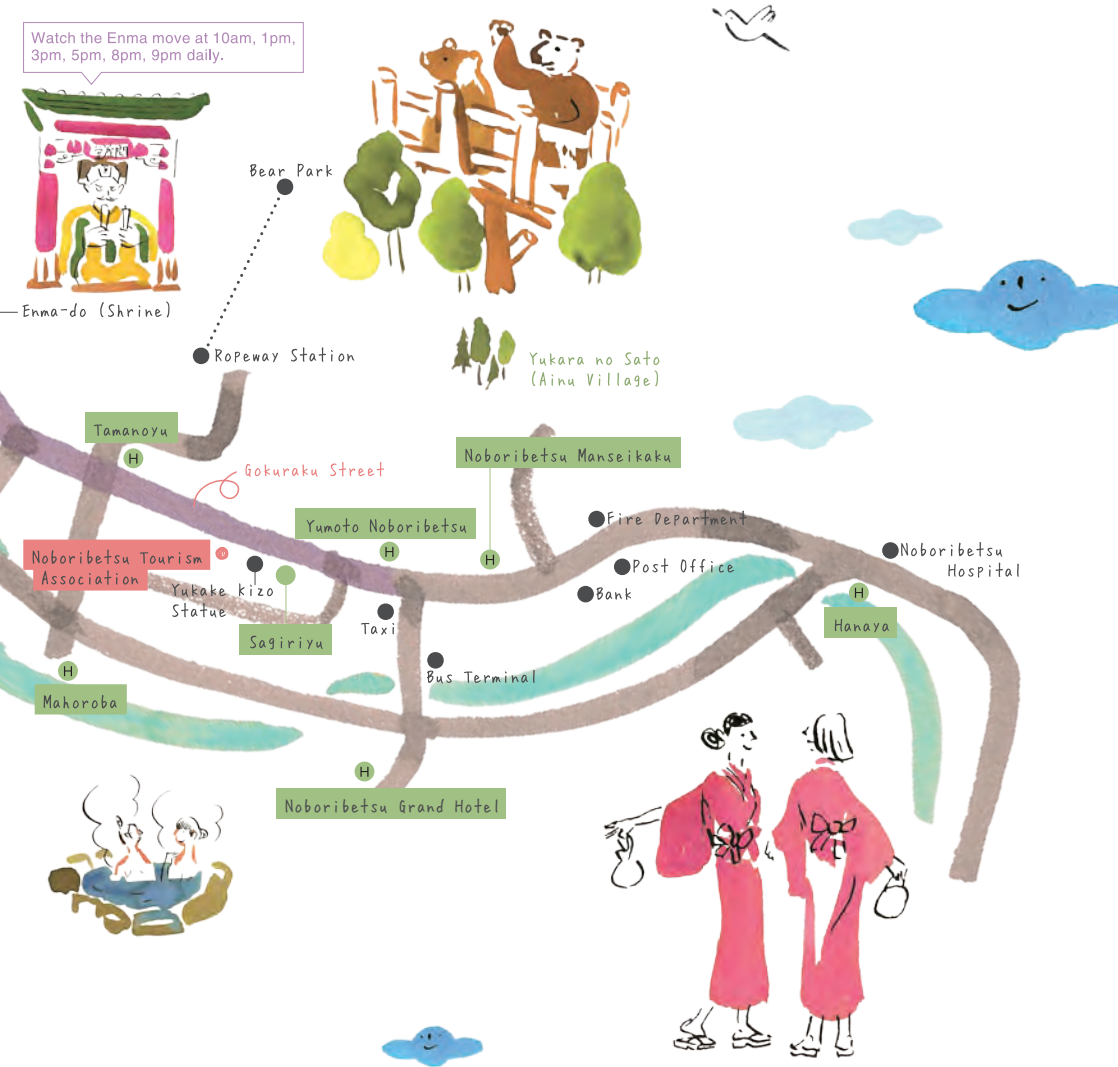 Watch the Enma move at 10am, 1pm,
3pm, 5pm, 8pm, 9pm daily.
Bear Park
Enma-do (Shrine)
Ropeway Station
Yukara no Sato
(Ainu Village)
Tamanoyu
H
Gokuraku Street
Noboribetsu Manseikaku
H
Yumoto Noboribetsu
H
Fire Department
Noboribetsu Tourism
Association
Yukake kizo
Statue
Post Office
Bank
Noboribetsu
Hospital
H
Hanaya
Taxi
Sagiriyu
Bus Terminal
H
Mahoroba
H
Noboribetsu Grand Hotel